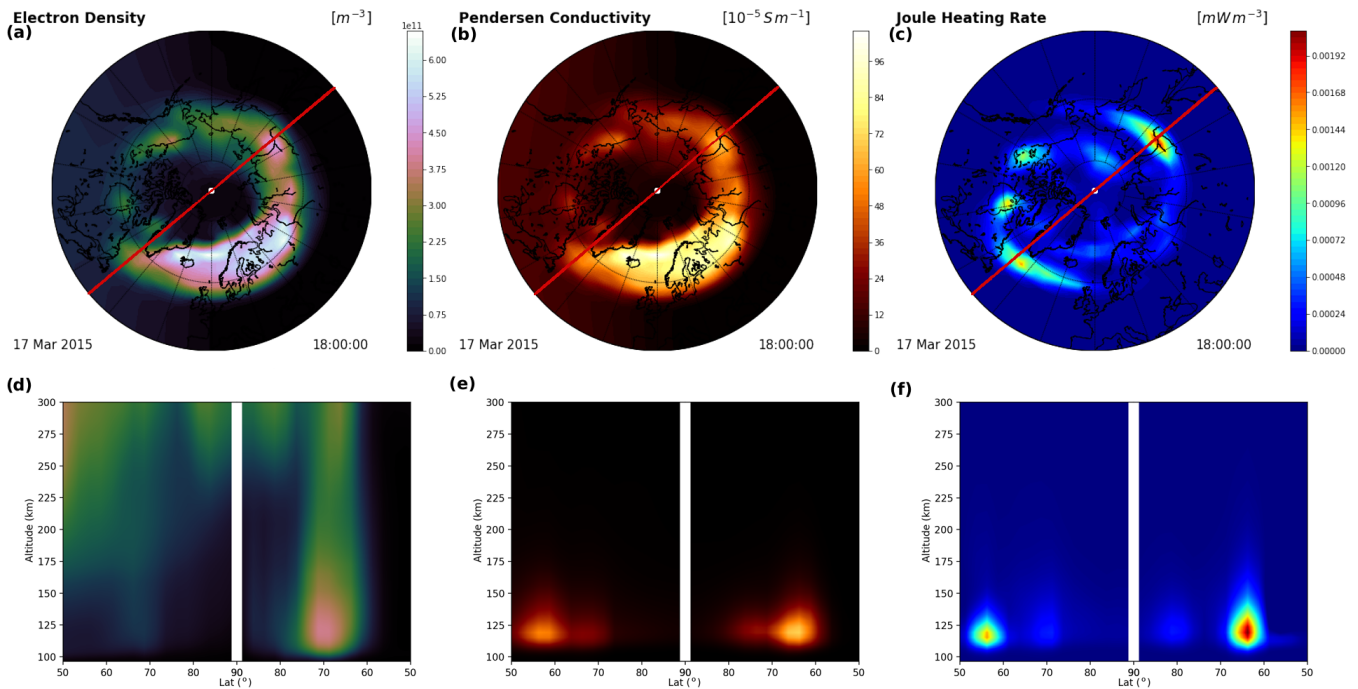 Electron Density [m⁻³]
(a)
1e11
6.00
5.25
4.50
3.75
3.00
2.25
1.50
0.75
0.00
17 Mar 2015 18:00:00
Pendersen Conductivity [10⁻⁵ S m⁻¹]
(b)
96
84
72
60
48
36
24
12
0
17 Mar 2015 18:00:00
Joule Heating Rate [mW m⁻³]
(c)
0.00192
0.00168
0.00144
0.00120
0.00096
0.00072
0.00048
0.00024
0.00000
17 Mar 2015 18:00:00
(d)
300
275
250
225
200
175
150
125
100
Altitude (km)
50 60 70 80 90 80 70 60 50
Lat (°)
(e)
300
275
250
225
200
175
150
125
100
Altitude (km)
50 60 70 80 90 80 70 60 50
Lat (°)
(f)
300
275
250
225
200
175
150
125
100
Altitude (km)
50 60 70 80 90 80 70 60 50
Lat (°)